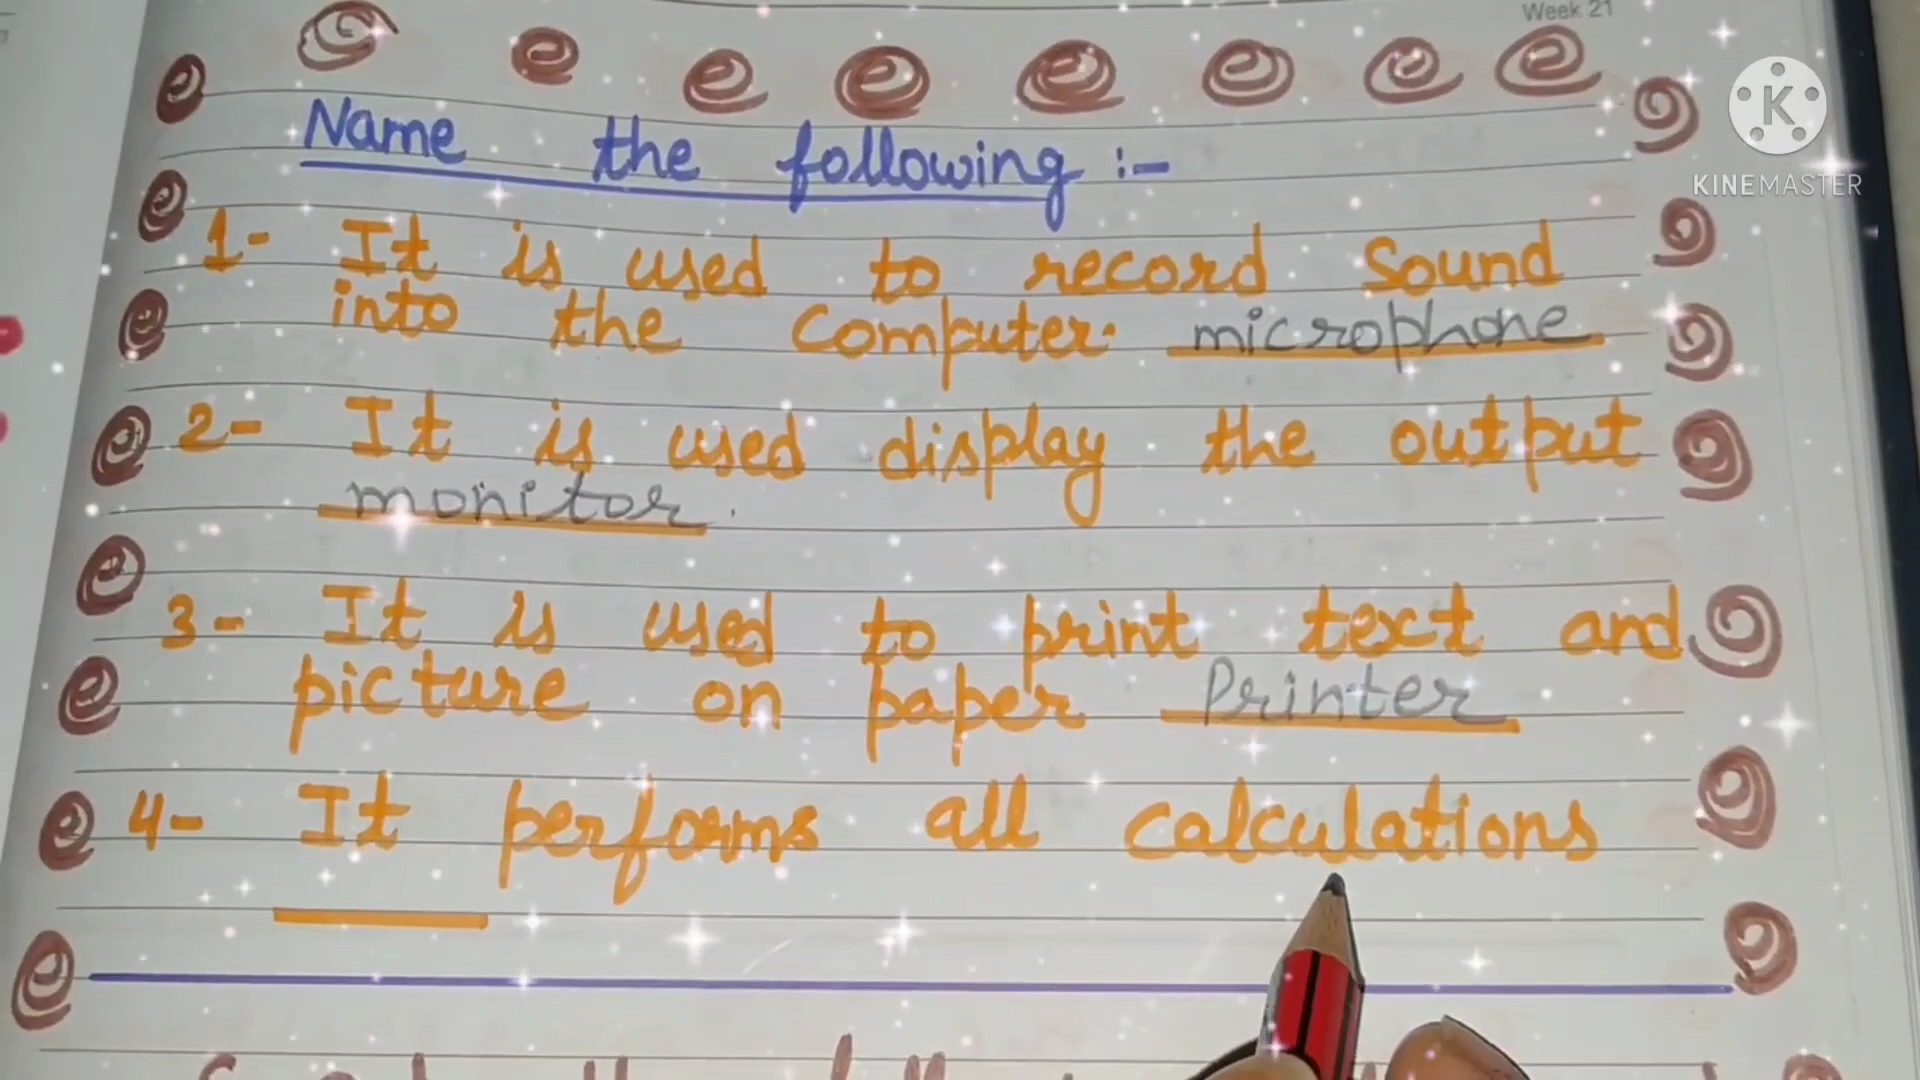 Week 21
KINEMASTER
Name the following :-
1- It is used to record Sound
into the computer. microphone
2- It is used display the output
monitor.
3- It is used to print text and
picture on paper Printer
4- It performs all calculations